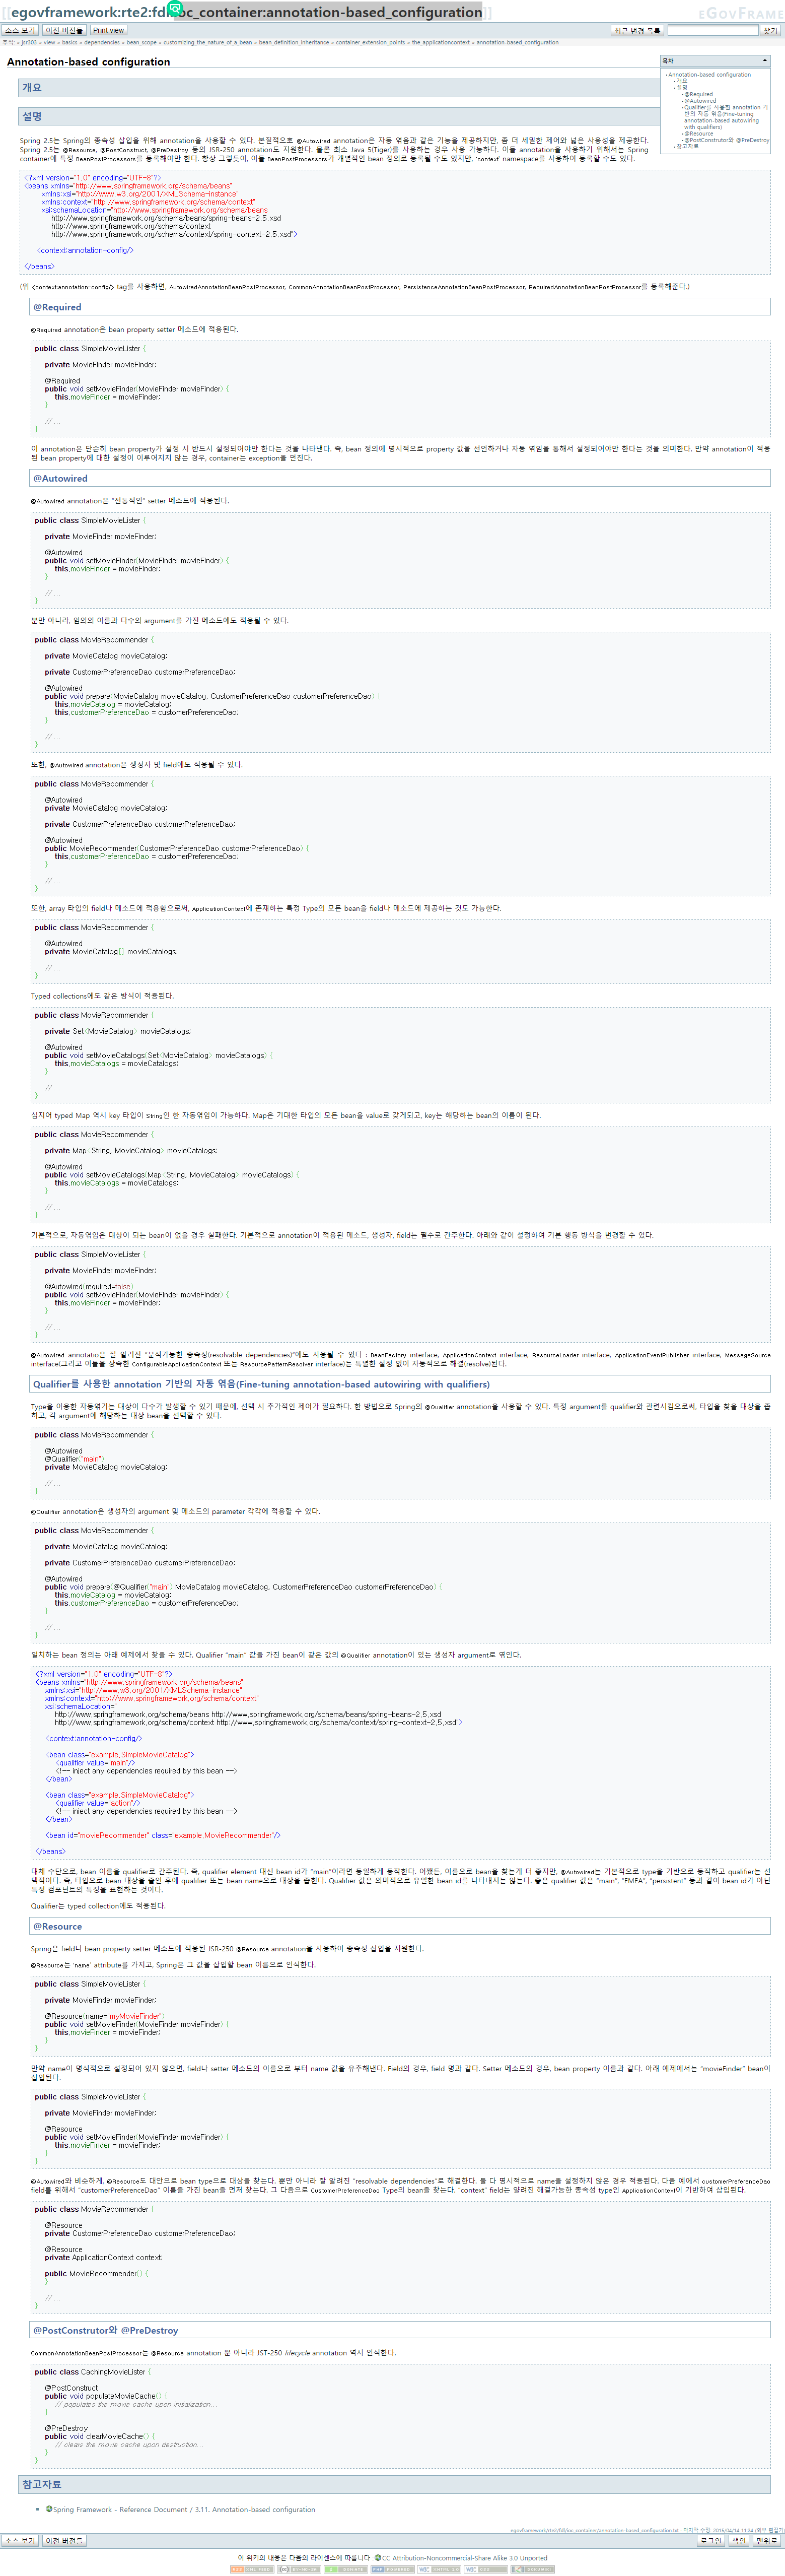 [[egovframework:rte2:fdl:ioc_container:annotation-based_configuration]]
EGOVFRAME
소스 보기 이전 버전들 Print view 최근 변경 목록 찾기
추적: » jsr303 » view » basics » dependencies » bean_scope » customizing_the_nature_of_a_bean » bean_definition_inheritance » container_extension_points » the_applicationcontext » annotation-based_configuration
Annotation-based configuration
목차
Annotation-based configuration
개요
설명
@Required
@Autowired
Qualifier를 사용한 annotation 기
반의 자동 엮음(Fine-tuning
annotation-based autowiring
with qualifiers)
@Resource
@PostConstrutor와 @PreDestroy
참고자료
개요
설명
Spring 2.5는 Spring의 종속성 삽입을 위해 annotation을 사용할 수 있다. 본질적으로 @Autowired annotation은 자동 엮음과 같은 기능을 제공하지만, 좀 더 세밀한 제어와 넓은 사용성을 제공한다.
Spring 2.5는 @Resource, @PostConstruct, @PreDestroy 등의 JSR-250 annotation도 지원한다. 물론 최소 Java 5(Tiger)를 사용하는 경우 사용 가능하다. 이들 annotation을 사용하기 위해서는 Spring
container에 특정 BeanPostProcessors를 등록해야만 한다. 항상 그렇듯이, 이들 BeanPostProcessors가 개별적인 bean 정의로 등록될 수도 있지만, 'context' namespace를 사용하여 등록할 수도 있다.
<?xml version="1.0" encoding="UTF-8"?>
<beans xmlns="http://www.springframework.org/schema/beans"
xmlns:xsi="http://www.w3.org/2001/XMLSchema-instance"
xmlns:context="http://www.springframework.org/schema/context"
xsi:schemaLocation="http://www.springframework.org/schema/beans
http://www.springframework.org/schema/beans/spring-beans-2.5.xsd
http://www.springframework.org/schema/context
http://www.springframework.org/schema/context/spring-context-2.5.xsd">
<context:annotation-config/>
</beans>
(위 <context:annotation-config/> tag를 사용하면, AutowiredAnnotationBeanPostProcessor, CommonAnnotationBeanPostProcessor, PersistenceAnnotationBeanPostProcessor, RequiredAnnotationBeanPostProcessor를 등록해준다.)
@Required
@Required annotation은 bean property setter 메소드에 적용된다.
public class SimpleMovieLister {
private MovieFinder movieFinder;
@Required
public void setMovieFinder(MovieFinder movieFinder) {
this.movieFinder = movieFinder;
}
// ...
}
이 annotation은 단순히 bean property가 설정 시 반드시 설정되어야만 한다는 것을 나타낸다. 즉, bean 정의에 명시적으로 property 값을 선언하거나 자동 엮임을 통해서 설정되어야만 한다는 것을 의미한다. 만약 annotation이 적용
된 bean property에 대한 설정이 이루어지지 않는 경우, container는 exception을 던진다.
@Autowired
@Autowired annotation은 "전통적인" setter 메소드에 적용된다.
public class SimpleMovieLister {
private MovieFinder movieFinder;
@Autowired
public void setMovieFinder(MovieFinder movieFinder) {
this.movieFinder = movieFinder;
}
// ...
}
뿐만 아니라, 임의의 이름과 다수의 argument를 가진 메소드에도 적용될 수 있다.
public class MovieRecommender {
private MovieCatalog movieCatalog;
private CustomerPreferenceDao customerPreferenceDao;
@Autowired
public void prepare(MovieCatalog movieCatalog, CustomerPreferenceDao customerPreferenceDao) {
this.movieCatalog = movieCatalog;
this.customerPreferenceDao = customerPreferenceDao;
}
// ...
}
또한, @Autowired annotation은 생성자 및 field에도 적용될 수 있다.
public class MovieRecommender {
@Autowired
private MovieCatalog movieCatalog;
private CustomerPreferenceDao customerPreferenceDao;
@Autowired
public MovieRecommender(CustomerPreferenceDao customerPreferenceDao) {
this.customerPreferenceDao = customerPreferenceDao;
}
// ...
}
또한, array 타입의 field나 메소드에 적용함으로써, ApplicationContext에 존재하는 특정 Type의 모든 bean을 field나 메소드에 제공하는 것도 가능한다.
public class MovieRecommender {
@Autowired
private MovieCatalog[] movieCatalogs;
// ...
}
Typed collections에도 같은 방식이 적용된다.
public class MovieRecommender {
private Set<MovieCatalog> movieCatalogs;
@Autowired
public void setMovieCatalogs(Set<MovieCatalog> movieCatalogs) {
this.movieCatalogs = movieCatalogs;
}
// ...
}
심지어 typed Map 역시 key 타입이 String인 한 자동엮임이 가능하다. Map은 기대한 타입의 모든 bean을 value로 갖게되고, key는 해당하는 bean의 이름이 된다.
public class MovieRecommender {
private Map<String, MovieCatalog> movieCatalogs;
@Autowired
public void setMovieCatalogs(Map<String, MovieCatalog> movieCatalogs) {
this.movieCatalogs = movieCatalogs;
}
// ...
}
기본적으로, 자동엮임은 대상이 되는 bean이 없을 경우 실패한다. 기본적으로 annotation이 적용된 메소드, 생성자, field는 필수로 간주한다. 아래와 같이 설정하여 기본 행동 방식을 변경할 수 있다.
public class SimpleMovieLister {
private MovieFinder movieFinder;
@Autowired(required=false)
public void setMovieFinder(MovieFinder movieFinder) {
this.movieFinder = movieFinder;
}
// ...
}
@Autowired annotatio은 잘 알려진 "분석가능한 종속성(resolvable dependencies)"에도 사용될 수 있다 : BeanFactory interface, ApplicationContext interface, ResourceLoader interface, ApplicationEventPublisher interface, MessageSource
interface(그리고 이들을 상속한 ConfigurableApplicationContext 또는 ResourcePatternResolver interface)는 특별한 설정 없이 자동적으로 해결(resolve)된다.
Qualifier를 사용한 annotation 기반의 자동 엮음(Fine-tuning annotation-based autowiring with qualifiers)
Type을 이용한 자동엮기는 대상이 다수가 발생할 수 있기 때문에, 선택 시 추가적인 제어가 필요하다. 한 방법으로 Spring의 @Qualifier annotation을 사용할 수 있다. 특정 argument를 qualifier와 관련시킴으로써, 타입을 찾을 대상을 좁
히고, 각 argument에 해당하는 대상 bean을 선택할 수 있다.
public class MovieRecommender {
@Autowired
@Qualifier("main")
private MovieCatalog movieCatalog;
// ...
}
@Qualifier annotation은 생성자의 argument 및 메소드의 parameter 각각에 적용할 수 있다.
public class MovieRecommender {
private MovieCatalog movieCatalog;
private CustomerPreferenceDao customerPreferenceDao;
@Autowired
public void prepare(@Qualifier("main") MovieCatalog movieCatalog, CustomerPreferenceDao customerPreferenceDao) {
this.movieCatalog = movieCatalog;
this.customerPreferenceDao = customerPreferenceDao;
}
// ...
}
일치하는 bean 정의는 아래 예제에서 찾을 수 있다. Qualifier "main" 값을 가진 bean이 같은 값의 @Qualifier annotation이 있는 생성자 argument로 엮인다.
<?xml version="1.0" encoding="UTF-8"?>
<beans xmlns="http://www.springframework.org/schema/beans"
xmlns:xsi="http://www.w3.org/2001/XMLSchema-instance"
xmlns:context="http://www.springframework.org/schema/context"
xsi:schemaLocation="
http://www.springframework.org/schema/beans http://www.springframework.org/schema/beans/spring-beans-2.5.xsd
http://www.springframework.org/schema/context http://www.springframework.org/schema/context/spring-context-2.5.xsd">
<context:annotation-config/>
<bean class="example.SimpleMovieCatalog">
<qualifier value="main"/>
<!-- inject any dependencies required by this bean -->
</bean>
<bean class="example.SimpleMovieCatalog">
<qualifier value="action"/>
<!-- inject any dependencies required by this bean -->
</bean>
<bean id="movieRecommender" class="example.MovieRecommender"/>
</beans>
대체 수단으로, bean 이름을 qualifier로 간주된다. 즉, qualifier element 대신 bean id가 "main"이라면 동일하게 동작한다. 어쨌든, 이름으로 bean을 찾는게 더 좋지만, @Autowired는 기본적으로 type을 기반으로 동작하고 qualifier는 선
택적이다. 즉, 타입으로 bean 대상을 줄인 후에 qualifier 또는 bean name으로 대상을 좁힌다. Qualifier 값은 의미적으로 유일한 bean id를 나타내지는 않는다. 좋은 qualifier 값은 "main", "EMEA", "persistent" 등과 같이 bean id가 아닌
특정 컴포넌트의 특징을 표현하는 것이다.
Qualifier는 typed collection에도 적용된다.
@Resource
Spring은 field나 bean property setter 메소드에 적용된 JSR-250 @Resource annotation을 사용하여 종속성 삽입을 지원한다.
@Resource는 'name' attribute를 가지고, Spring은 그 값을 삽입할 bean 이름으로 인식한다.
public class SimpleMovieLister {
private MovieFinder movieFinder;
@Resource(name="myMovieFinder")
public void setMovieFinder(MovieFinder movieFinder) {
this.movieFinder = movieFinder;
}
}
만약 name이 명식적으로 설정되어 있지 않으면, field나 setter 메소드의 이름으로 부터 name 값을 유주해낸다. Field의 경우, field 명과 같다. Setter 메소드의 경우, bean property 이름과 같다. 아래 예제에서는 "movieFinder" bean이
삽입된다.
public class SimpleMovieLister {
private MovieFinder movieFinder;
@Resource
public void setMovieFinder(MovieFinder movieFinder) {
this.movieFinder = movieFinder;
}
}
@Autowired와 비슷하게, @Resource도 대안으로 bean type으로 대상을 찾는다. 뿐만 아니라 잘 알려진 "resolvable dependencies"로 해결한다. 둘 다 명시적으로 name을 설정하지 않은 경우 적용된다. 다음 예에서 customerPreferenceDao
field를 위해서 "customerPreferenceDao" 이름을 가진 bean을 먼저 찾는다. 그 다음으로 CustomerPreferenceDao Type의 bean을 찾는다. "context" field는 알려진 해결가능한 종속성 type인 ApplicationContext이 기반하여 삽입된다.
public class MovieRecommender {
@Resource
private CustomerPreferenceDao customerPreferenceDao;
@Resource
private ApplicationContext context;
public MovieRecommender() {
}
// ...
}
@PostConstrutor와 @PreDestroy
CommonAnnotationBeanPostProcessor는 @Resource annotation 뿐 아니라 JST-250 lifecycle annotation 역시 인식한다.
public class CachingMovieLister {
@PostConstruct
public void populateMovieCache() {
// populates the movie cache upon initialization...
}
@PreDestroy
public void clearMovieCache() {
// clears the movie cache upon destruction...
}
}
참고자료
Spring Framework - Reference Document / 3.11. Annotation-based configuration
egovframework/rte2/fdl/ioc_container/annotation-based_configuration.txt · 마지막 수정: 2015/04/14 11:24 (외부 편집기)
소스 보기 이전 버전들 로그인 색인 맨위로
이 위키의 내용은 다음의 라이센스에 따릅니다 :CC Attribution-Noncommercial-Share Alike 3.0 Unported